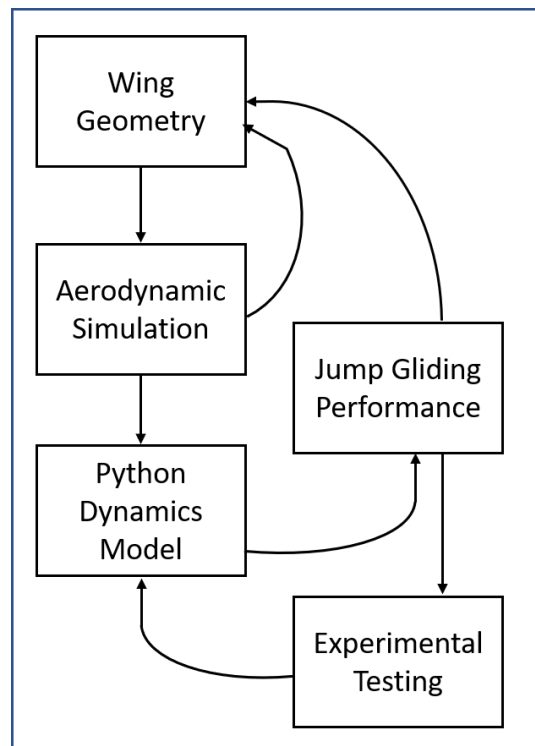 Wing
Geometry
Aerodynamic
Simulation
Jump Gliding
Performance
Python
Dynamics
Model
Experimental
Testing